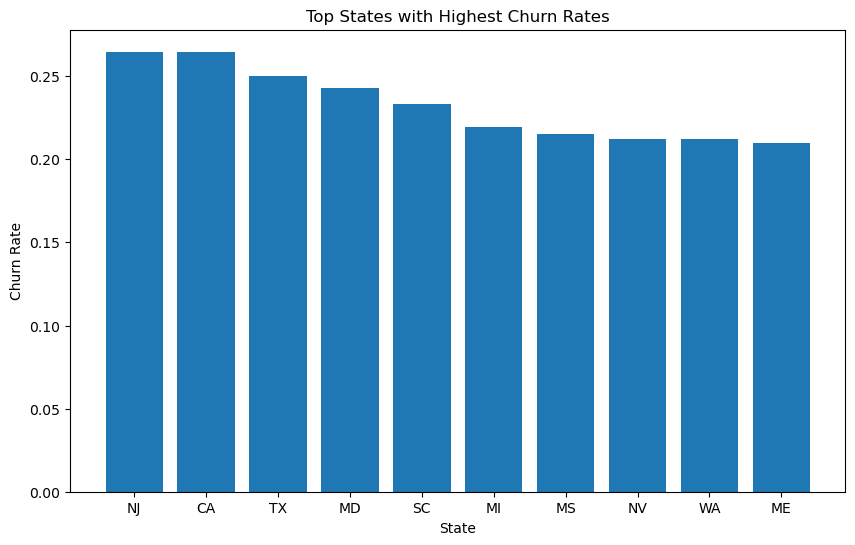 Top States with Highest Churn Rates
Churn Rate
0.25
0.20
0.15
0.10
0.05
0.00
NJ CA TX MD SC MI MS NV WA ME
State